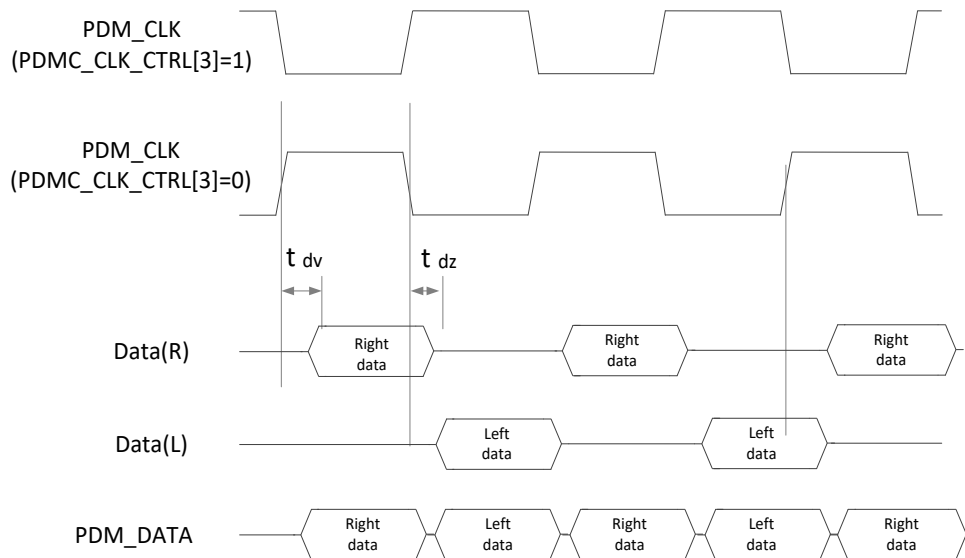 PDM_CLK
(PDMC_CLK_CTRL[3]=1)
PDM_CLK
(PDMC_CLK_CTRL[3]=0)
t dv
t dz
Data(R)
Right
data
Right
data
Right
data
Data(L)
Left
data
Left
data
PDM_DATA
Right
data
Left
data
Right
data
Left
data
Right
data